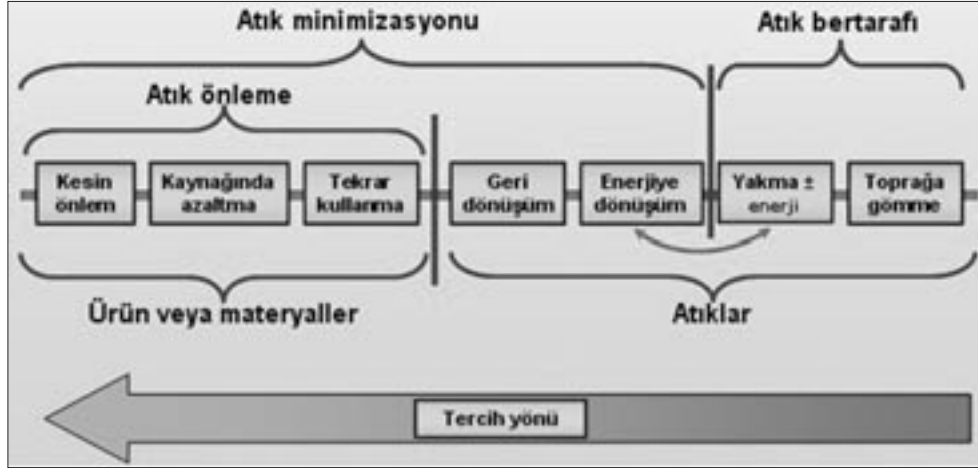 Atık minimizasyonu
Atık bertarafı
Atık önleme
Kesin
önlem
Kaynağında
azaltma
Tekrar
kullanma
Geri
dönüşüm
Enerjiye
dönüşüm
Yakma ±
enerji
Toprağa
gömme
Ürün veya materyaller
Atıklar
Tercih yönü